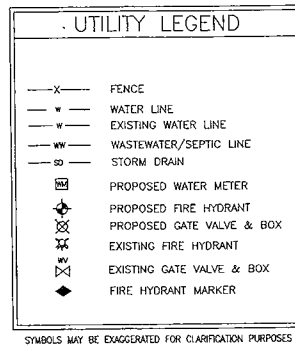 UTILITY LEGEND
X FENCE
W WATER LINE
W EXISTING WATER LINE
WW WASTEWATER/SEPTIC LINE
SD STORM DRAIN
WM PROPOSED WATER METER
PROPOSED FIRE HYDRANT
PROPOSED GATE VALVE & BOX
EXISTING FIRE HYDRANT
WV
EXISTING GATE VALVE & BOX
FIRE HYDRANT MARKER
SYMBOLS MAY BE EXAGGERATED FOR CLARIFICATION PURPOSES